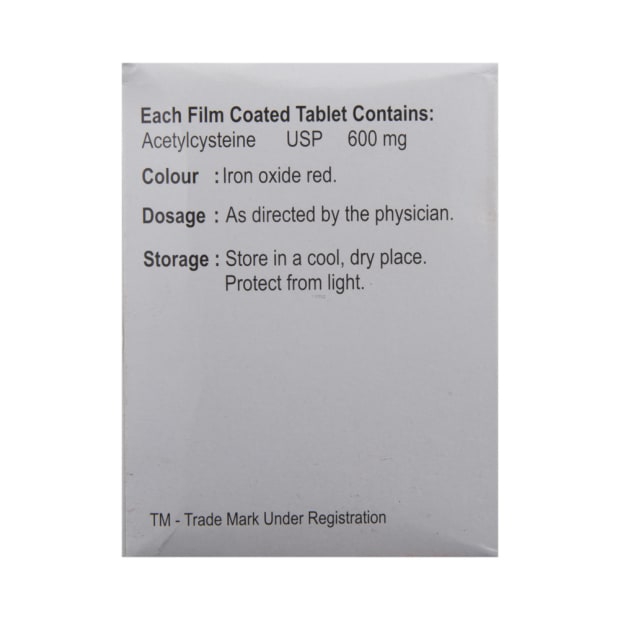 Each Film Coated Tablet Contains:
Acetylcysteine USP 600 mg
Colour : Iron oxide red.
Dosage : As directed by the physician.
Storage : Store in a cool, dry place.
Protect from light.
TM - Trade Mark Under Registration